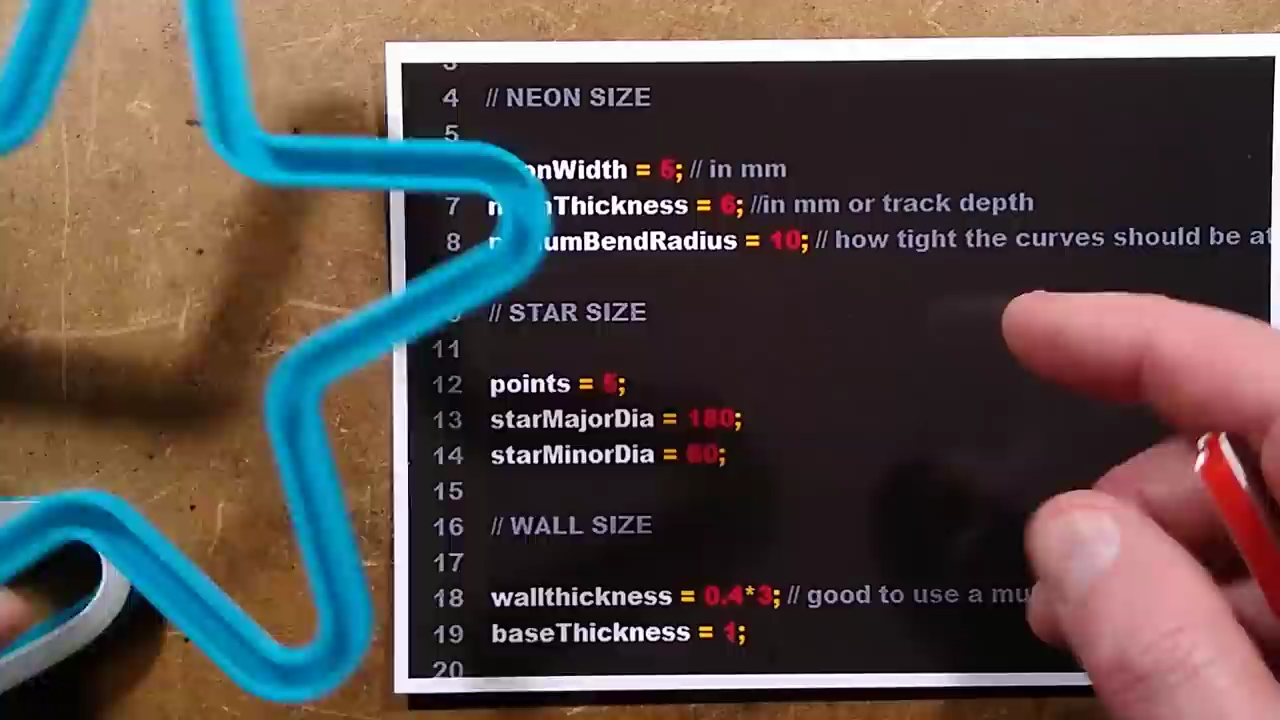 3
4 // NEON SIZE
5
onWidth = 5; // in mm
7 Thickness = 6; //in mm or track depth
8 umBendRadius = 10; // how tight the curves should be at
// STAR SIZE
11
12 points = 5;
13 starMajorDia = 180;
14 starMinorDia = 60;
15
16 // WALL SIZE
17
18 wallthickness = 0.4*3; // good to use a mu
19 baseThickness = 1;
20